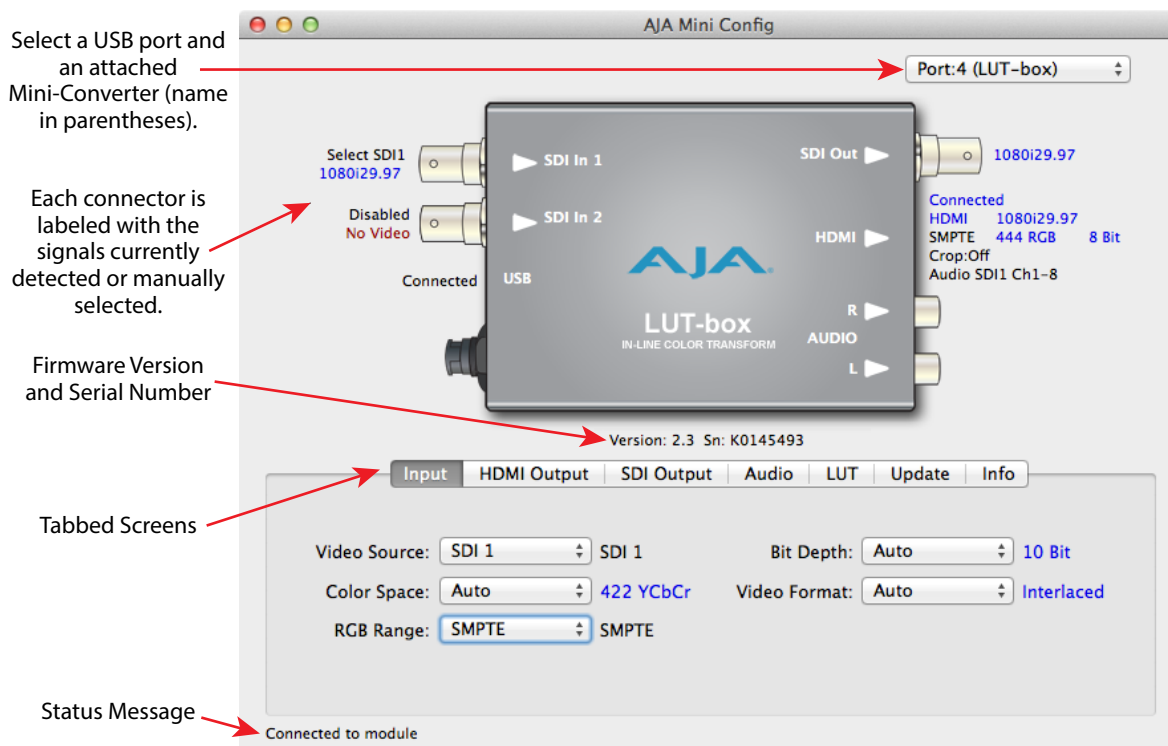 AJA Mini Config
Select a USB port and
an attached
Mini-Converter (name
in parentheses).
Port:4 (LUT-box)
Each connector is
labeled with the
signals currently
detected or manually
selected.
Select SDI1
1080i29.97
Disabled
No Video
Connected
SDI In 1
SDI In 2
USB
SDI Out
HDMI
R
AUDIO
L
AJA.
LUT-box
IN-LINE COLOR TRANSFORM
1080i29.97
Connected
HDMI 1080i29.97
SMPTE 444 RGB 8 Bit
Crop:Off
Audio SDI1 Ch1-8
Firmware Version
and Serial Number
Version: 2.3 Sn: K0145493
Tabbed Screens
Input HDMI Output SDI Output Audio LUT Update Info
Video Source: SDI 1 SDI 1 Bit Depth: Auto 10 Bit
Color Space: Auto 422 YCbCr Video Format: Auto Interlaced
RGB Range: SMPTE SMPTE
Status Message
Connected to module